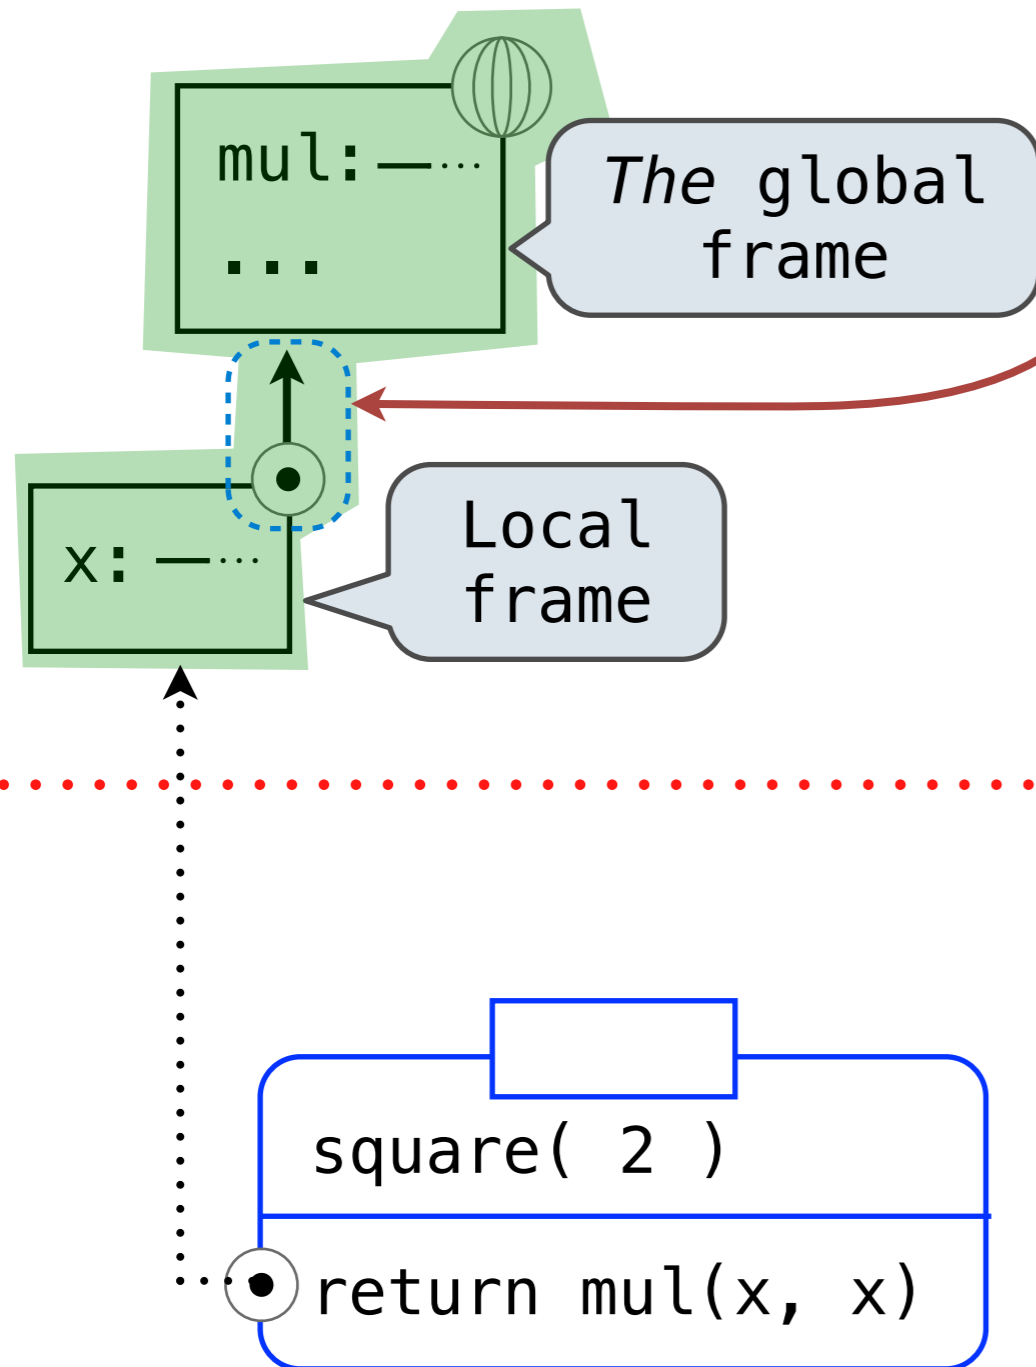 mul: ...
...
The global
frame
Local
frame
x: ...
square( 2 )
return mul(x, x)